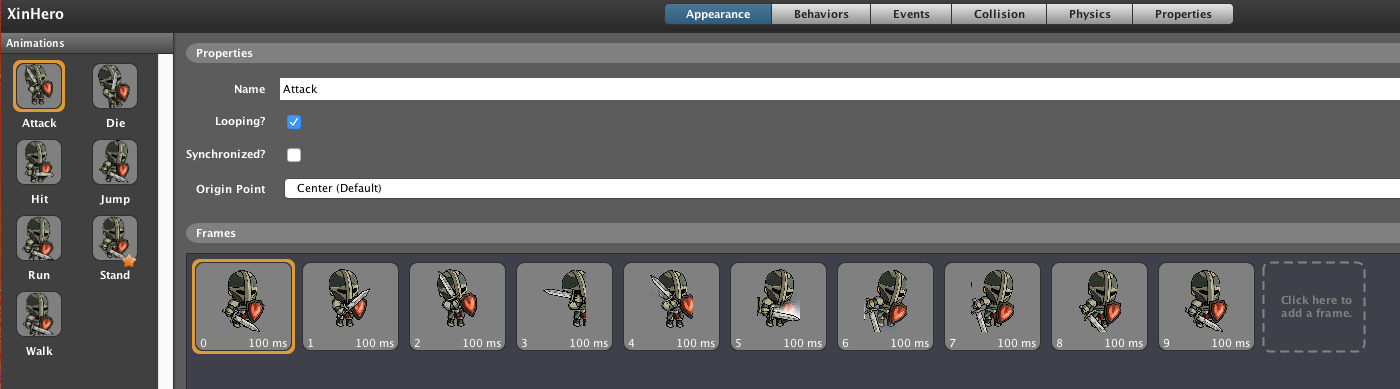 XinHero
Appearance Behaviors Events Collision Physics Properties
Animations
Attack Die
Hit Jump
Run Stand
Walk
Properties
Name Attack
Looping?
Synchronized?
Origin Point Center (Default)
Frames
0 100 ms 1 100 ms 2 100 ms 3 100 ms 4 100 ms 5 100 ms 6 100 ms 7 100 ms 8 100 ms 9 100 ms
Click here to
add a frame.